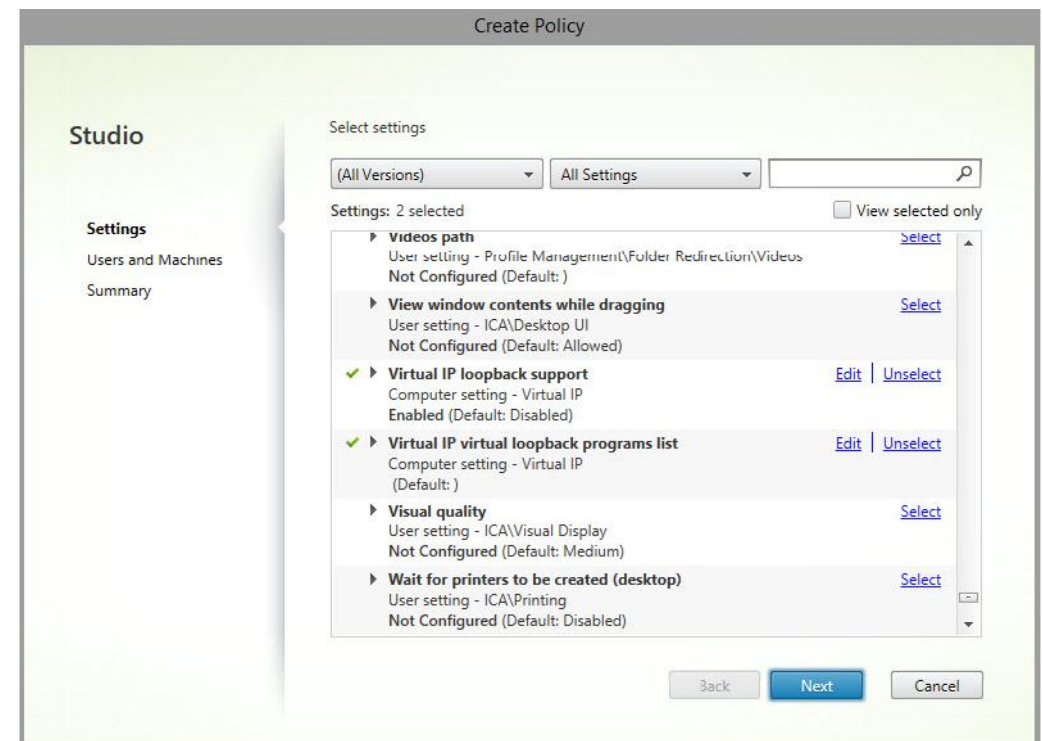 Create Policy
Studio
Settings
Users and Machines
Summary
Select settings
(All Versions)
All Settings
Settings: 2 selected
View selected only
Videos path
Select
User setting - Profile Management\Folder Redirection\Videos
Not Configured (Default: )
View window contents while dragging
Select
User setting - ICA\Desktop UI
Not Configured (Default: Allowed)
Virtual IP loopback support
Edit | Unselect
Computer setting - Virtual IP
Enabled (Default: Disabled)
Virtual IP virtual loopback programs list
Edit | Unselect
Computer setting - Virtual IP
(Default: )
Visual quality
Select
User setting - ICA\Visual Display
Not Configured (Default: Medium)
Wait for printers to be created (desktop)
Select
User setting - ICA\Printing
Not Configured (Default: Disabled)
Back
Next
Cancel